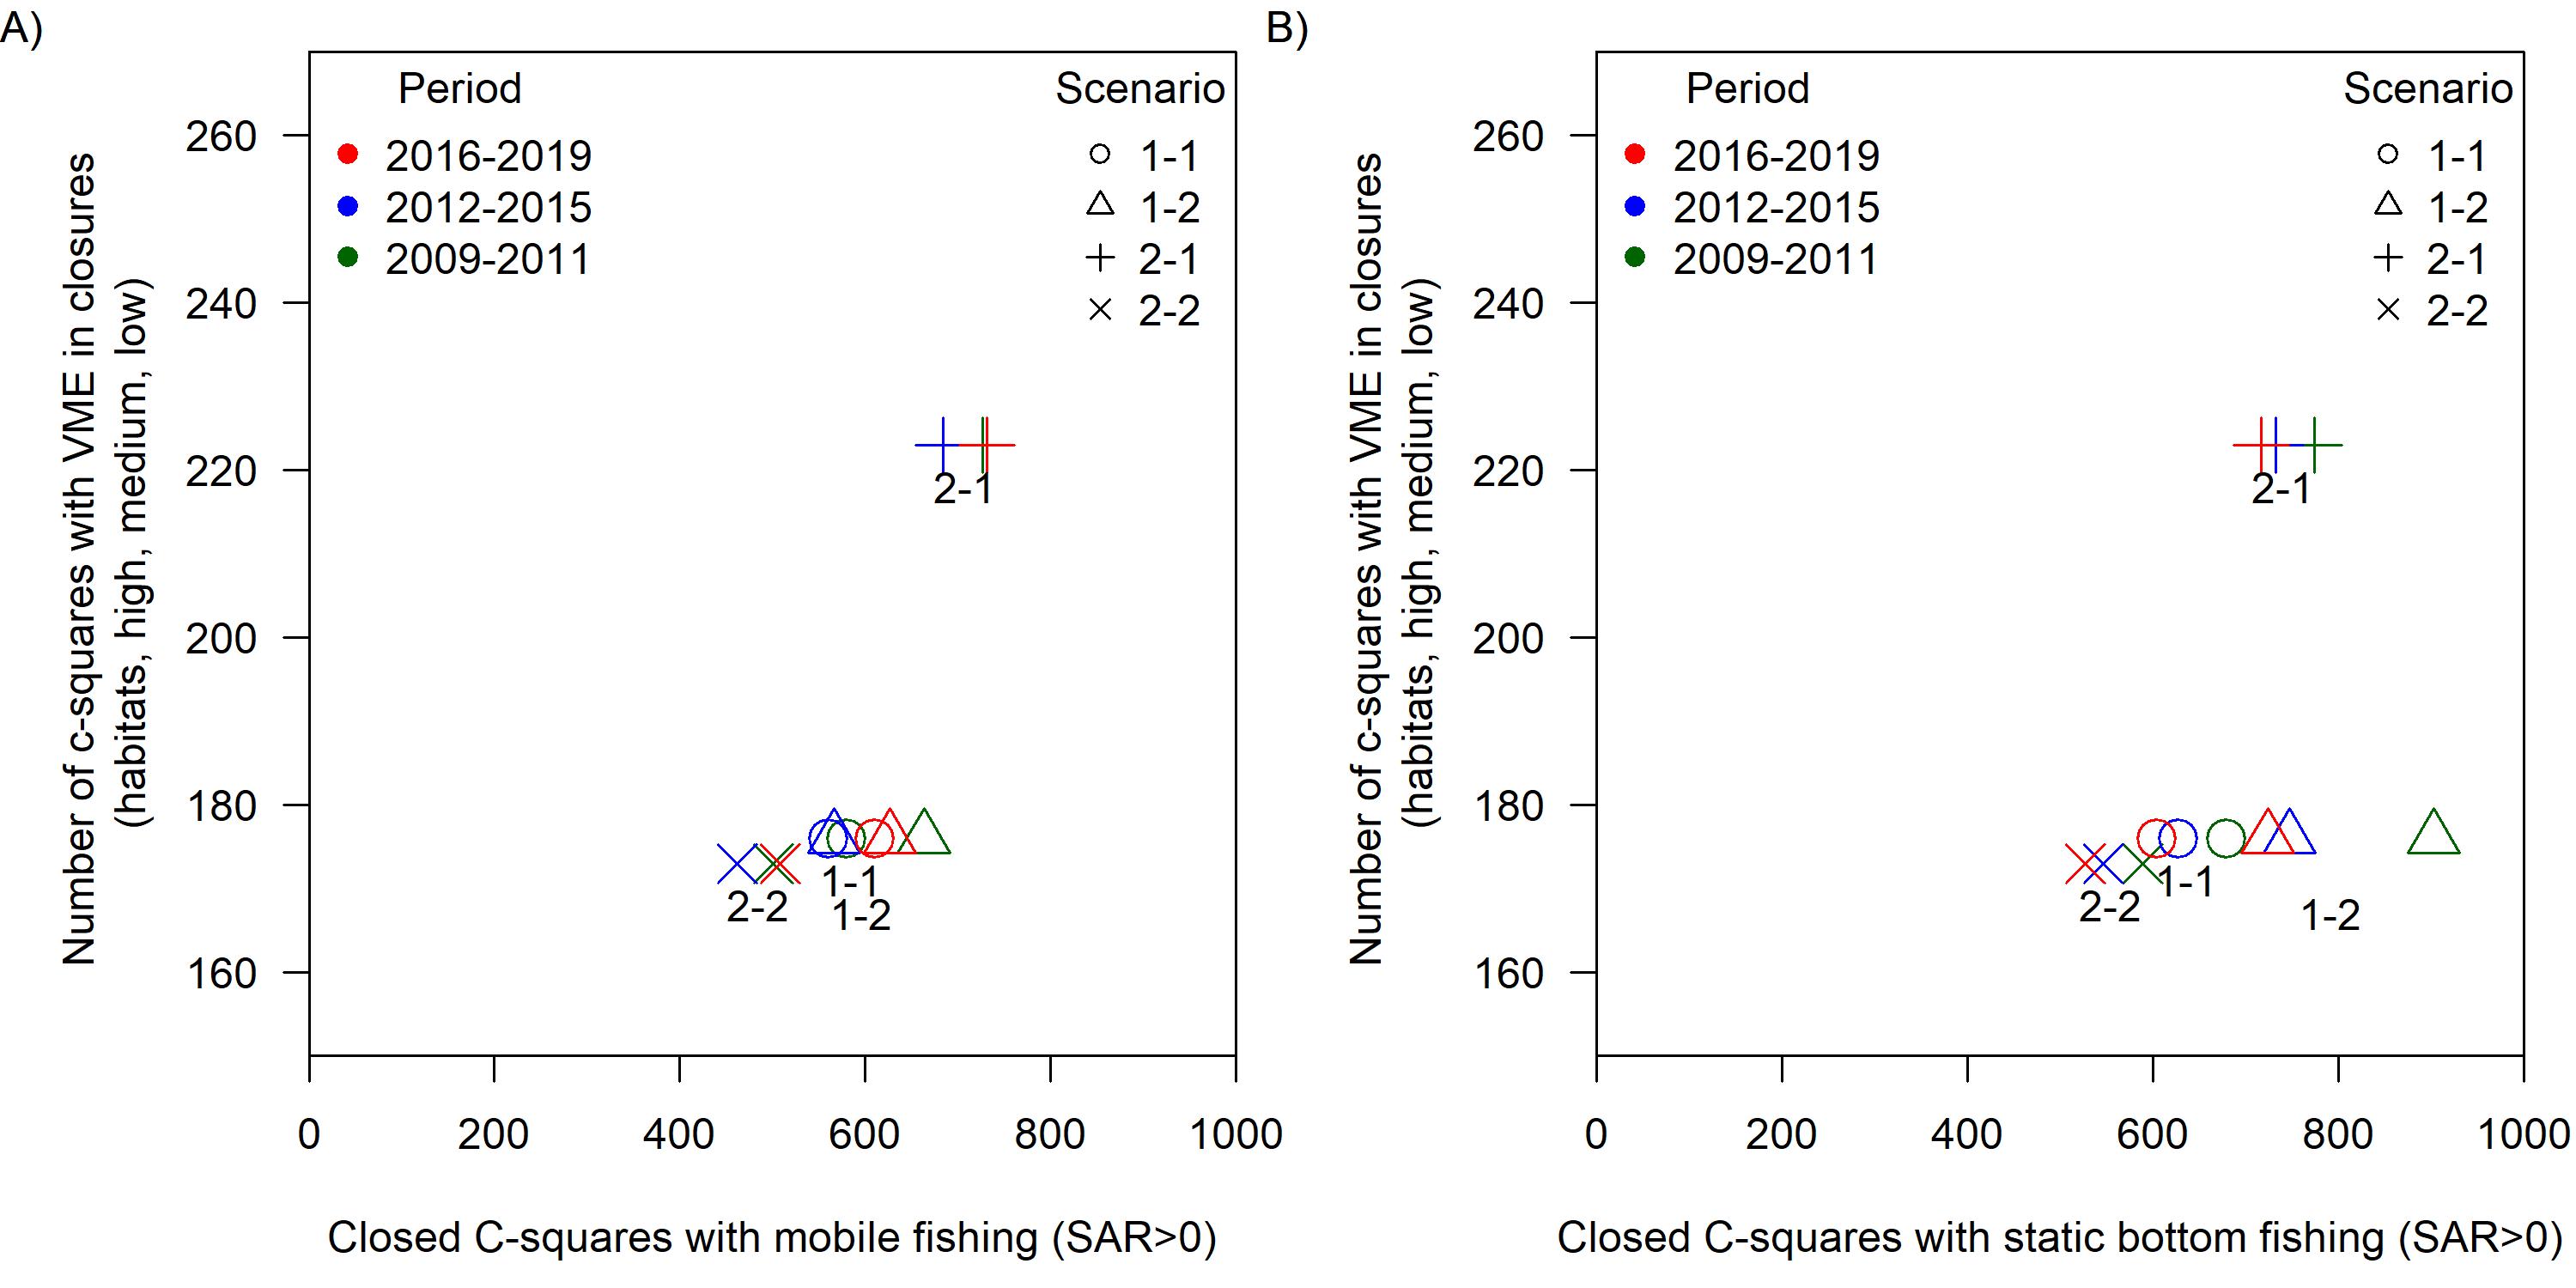 A)
Period
Scenario
2016-2019
2012-2015
2009-2011
1-1
1-2
2-1
2-2
Number of c-squares with VME in closures
(habitats, high, medium, low)
260
240
220
200
180
160
2-1
1-1
2-2
1-2
0 200 400 600 800 1000
Closed C-squares with mobile fishing (SAR>0)
B)
Period
Scenario
2016-2019
2012-2015
2009-2011
1-1
1-2
2-1
2-2
Number of c-squares with VME in closures
(habitats, high, medium, low)
260
240
220
200
180
160
2-1
1-1
2-2
1-2
0 200 400 600 800 1000
Closed C-squares with static bottom fishing (SAR>0)